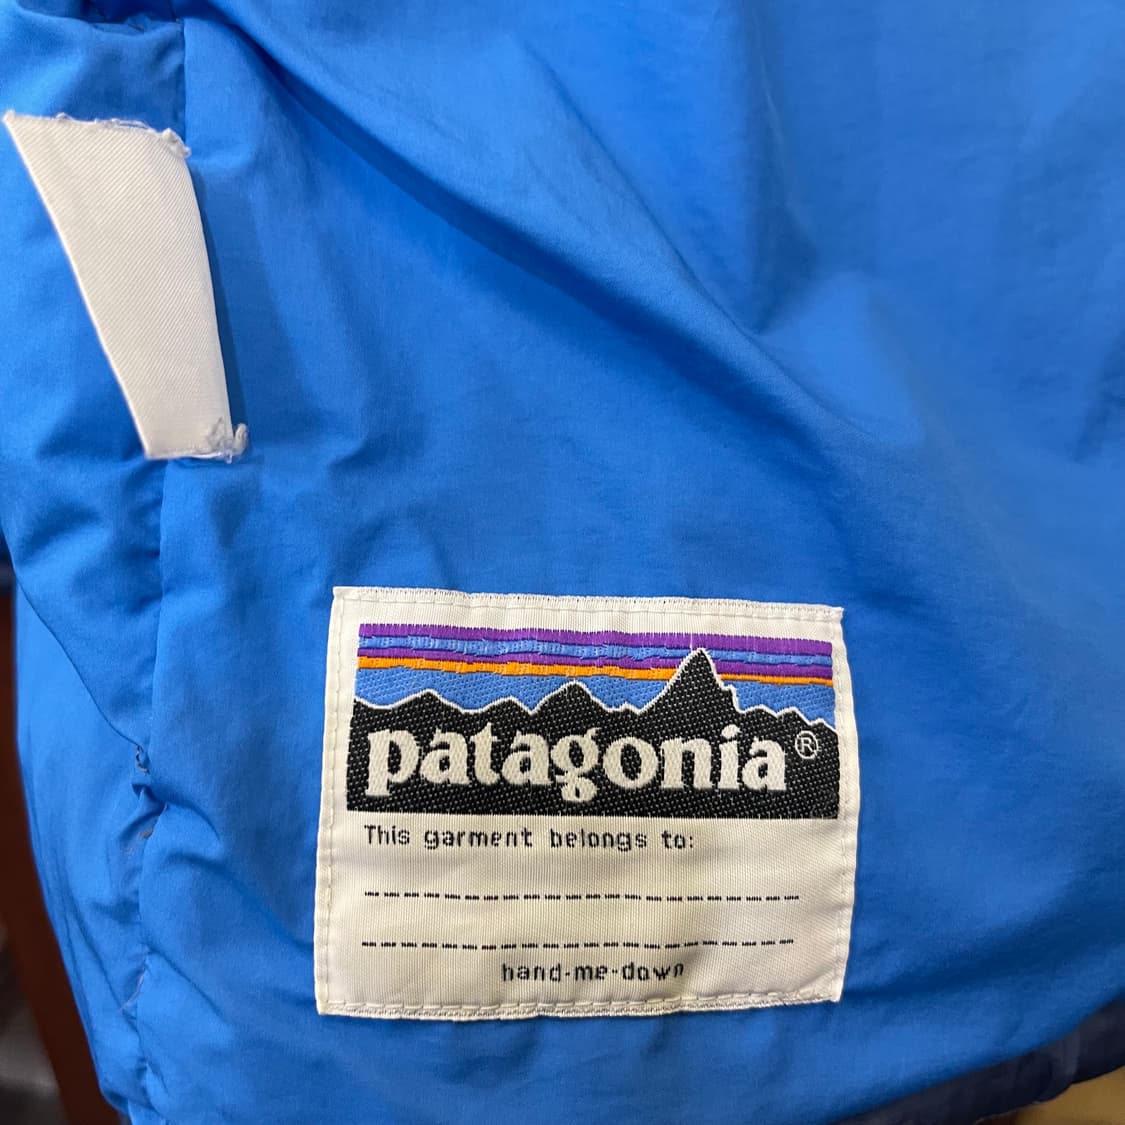 patagonia®
This garment belongs to:
hand-me-down